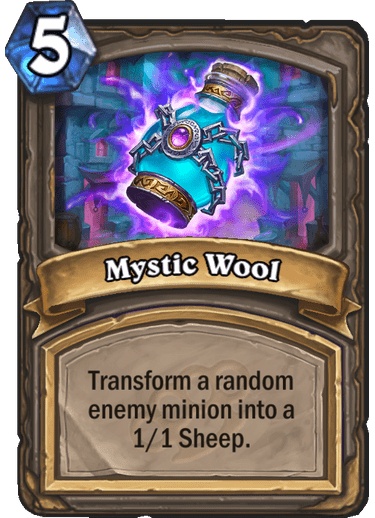 5
Mystic Wool
Transform a random
enemy minion into a
1/1 Sheep.